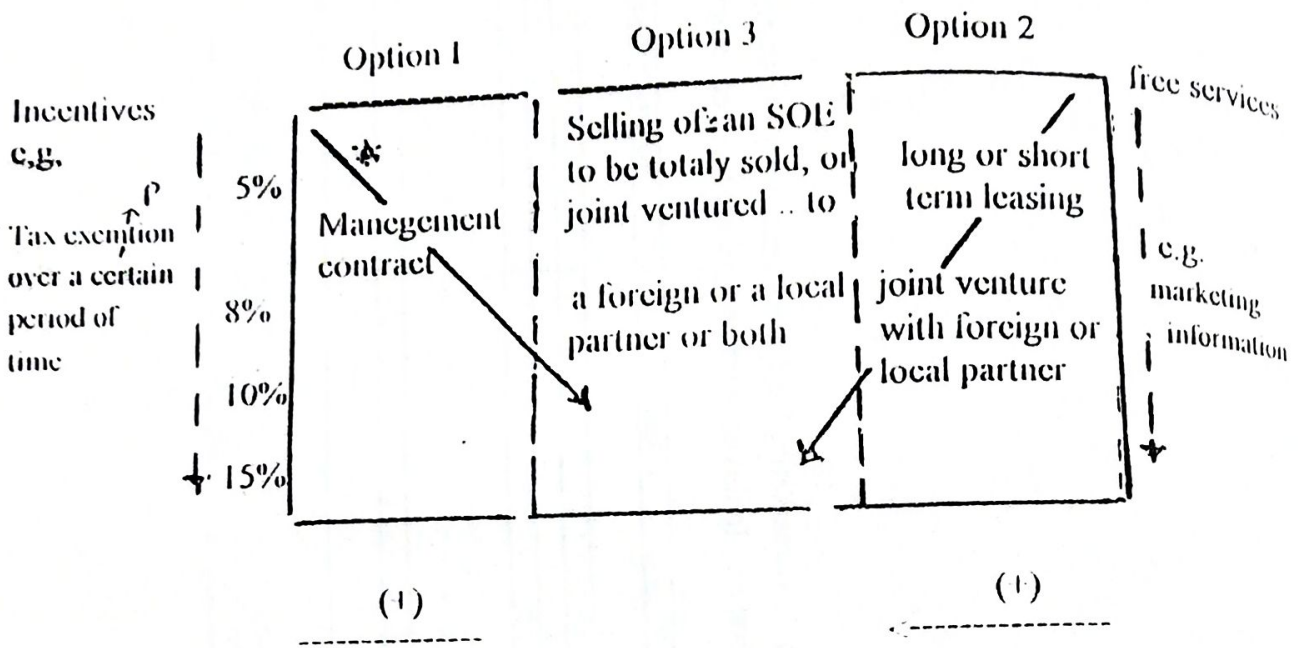 Option 1
Option 3
Option 2
Incentives
e,g,
p
Tax exemtion
over a certain
period of
time
5%
8%
10%
15%
Manegement
contract
Selling of an SOE
to be totaly sold, or
joint ventured .. to
a foreign or a local
partner or both
long or short
term leasing
joint venture
with foreign or
local partner
free services
e.g.
marketing
information
(+)
(+)